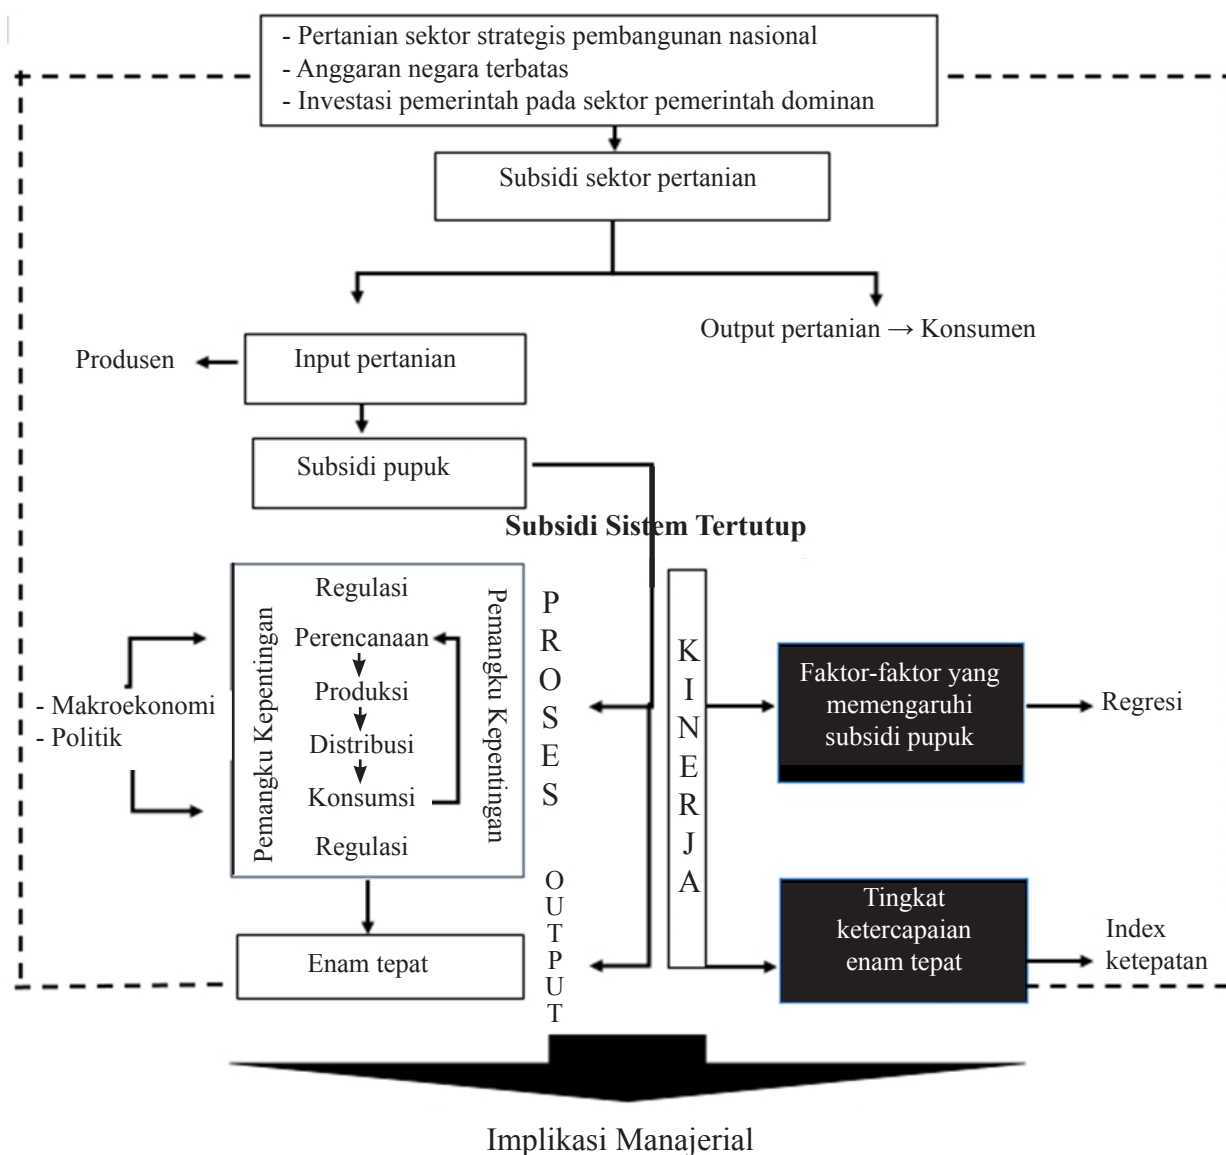 - Pertanian sektor strategis pembangunan nasional
- Anggaran negara terbatas
- Investasi pemerintah pada sektor pemerintah dominan
Subsidi sektor pertanian
Output pertanian → Konsumen
Produsen
Input pertanian
Subsidi pupuk
Subsidi Sistem Tertutup
Pemangku Kepentingan
Regulasi
Perencanaan
Produksi
Distribusi
Konsumsi
Regulasi
Pemangku Kepentingan
- Makroekonomi
- Politik
PROSES
KINERJA
Faktor-faktor yang
memengaruhi
subsidi pupuk
Regresi
Enam tepat
OUTPUT
Tingkat
ketercapaian
enam tepat
Index
ketepatan
Implikasi Manajerial